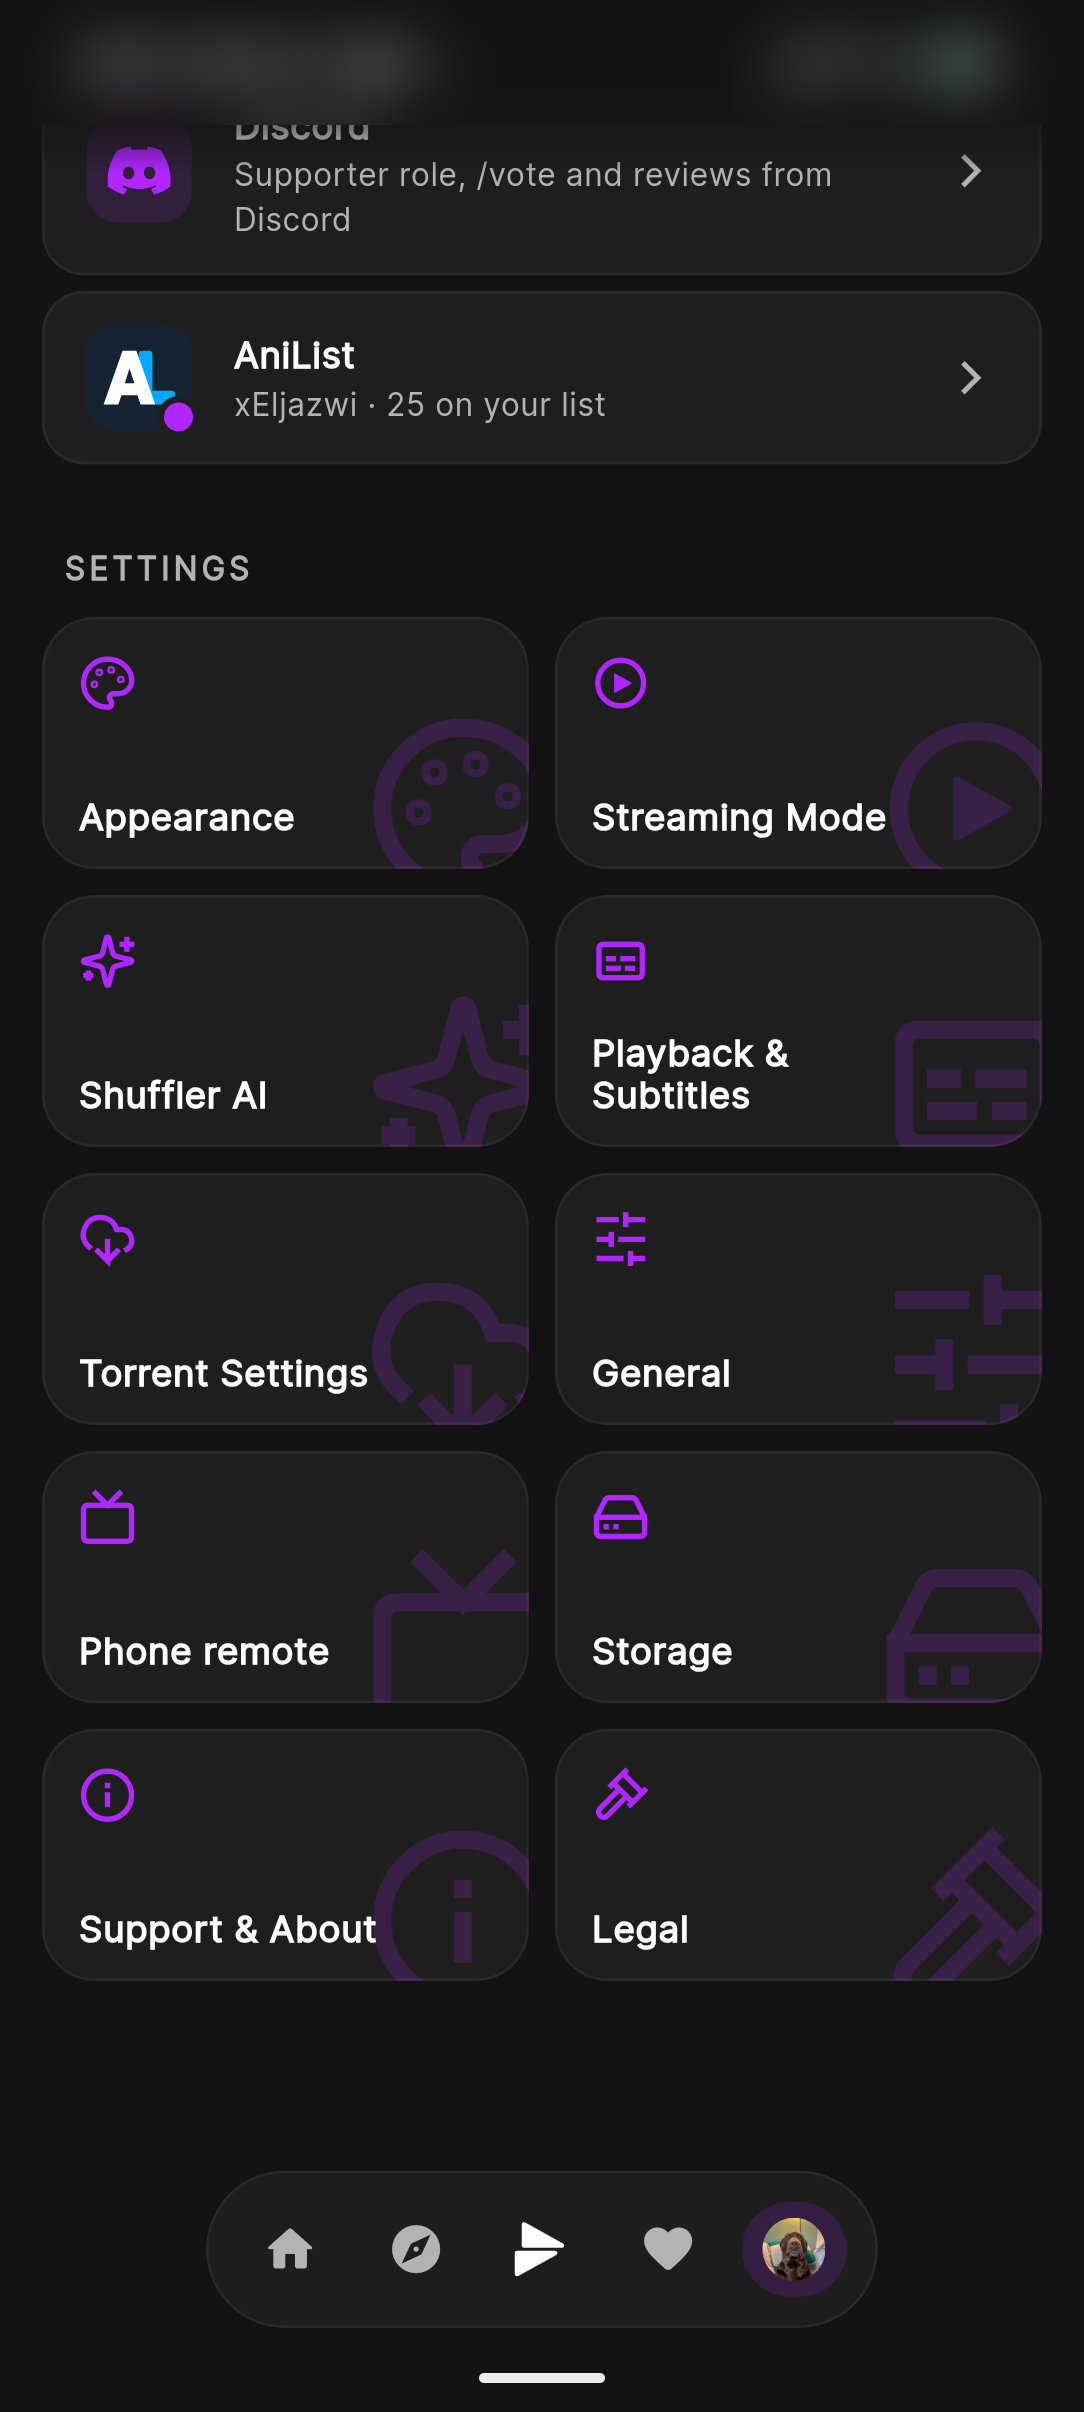 Discord
Supporter role, /vote and reviews from
Discord
AniList
xEljazwi · 25 on your list
SETTINGS
Appearance
Streaming Mode
Shuffler AI
Playback &
Subtitles
Torrent Settings
General
Phone remote
Storage
Support & About
Legal